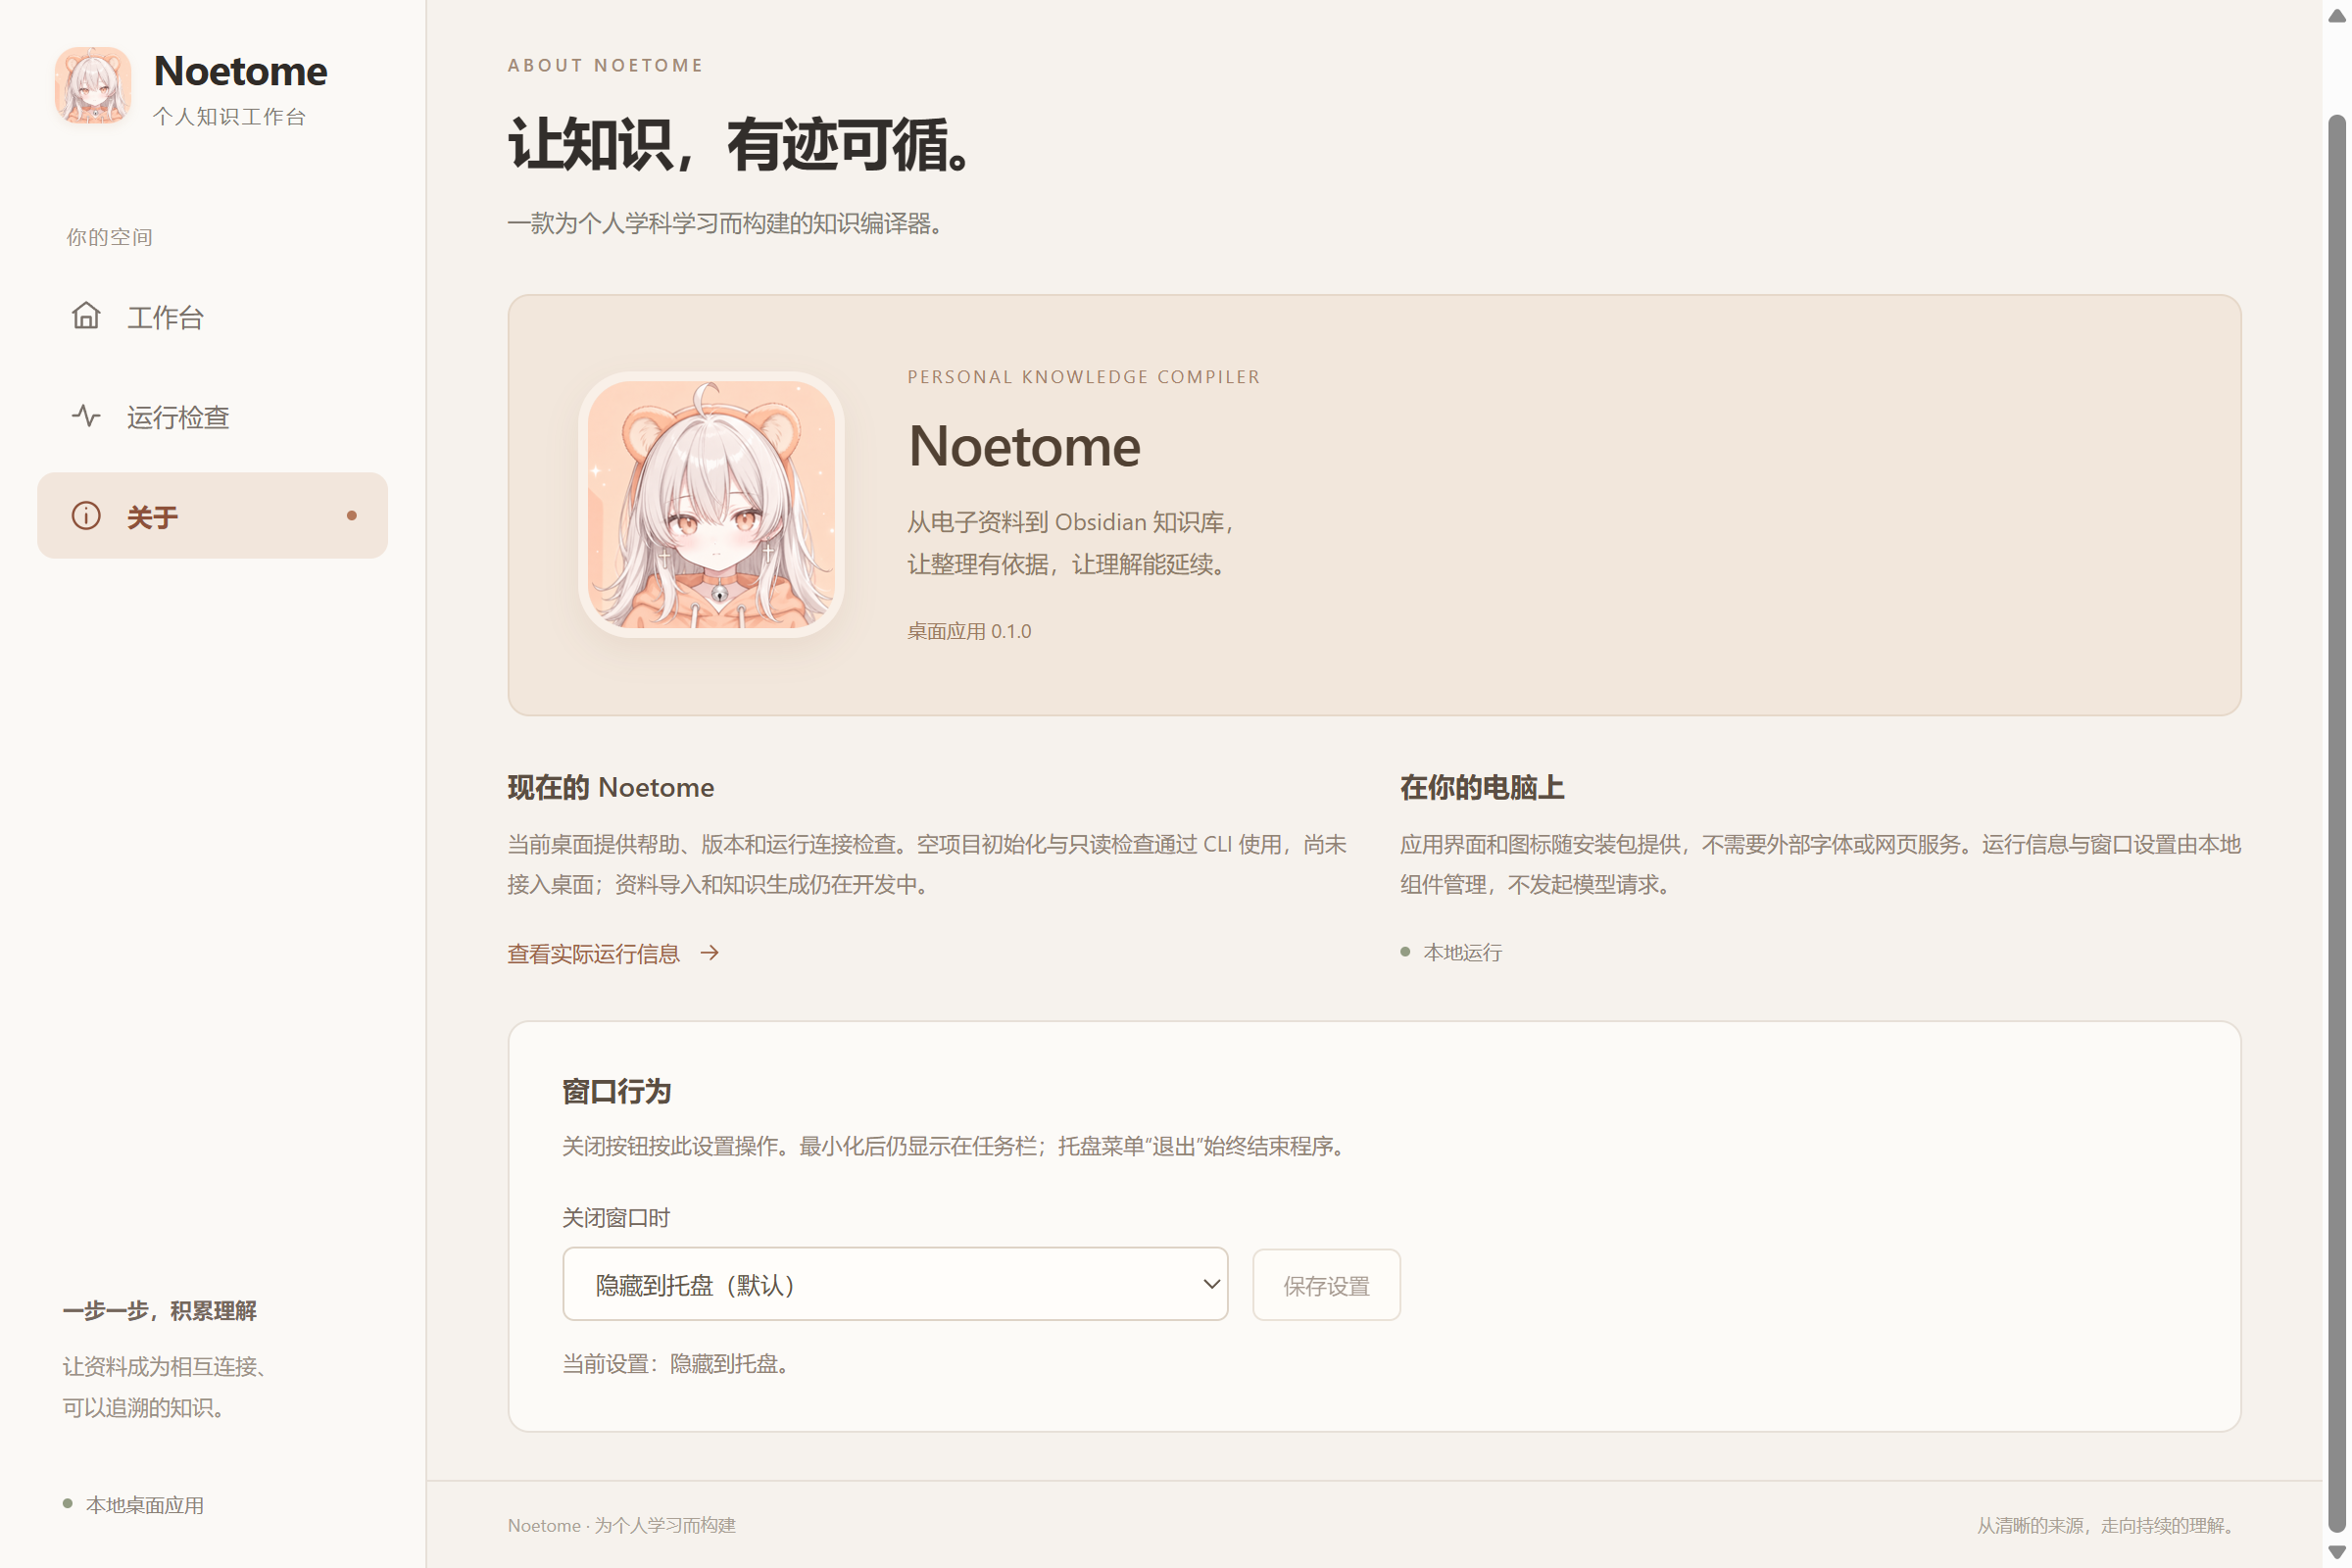 Noetome
个人知识工作台
你的空间
工作台
运行检查
关于
一步一步，积累理解
让资料成为相互连接、
可以追溯的知识。
本地桌面应用
ABOUT NOETOME
让知识，有迹可循。
一款为个人学科学习而构建的知识编译器。
PERSONAL KNOWLEDGE COMPILER
Noetome
从电子资料到 Obsidian 知识库，
让整理有依据，让理解能延续。
桌面应用 0.1.0
现在的 Noetome
当前桌面提供帮助、版本和运行连接检查。空项目初始化与只读检查通过 CLI 使用，尚未
接入桌面；资料导入和知识生成仍在开发中。
查看实际运行信息
在你的电脑上
应用界面和图标随安装包提供，不需要外部字体或网页服务。运行信息与窗口设置由本地
组件管理，不发起模型请求。
本地运行
窗口行为
关闭按钮按此设置操作。最小化后仍显示在任务栏；托盘菜单“退出”始终结束程序。
关闭窗口时
隐藏到托盘（默认）
保存设置
当前设置：隐藏到托盘。
Noetome · 为个人学习而构建
从清晰的来源，走向持续的理解。